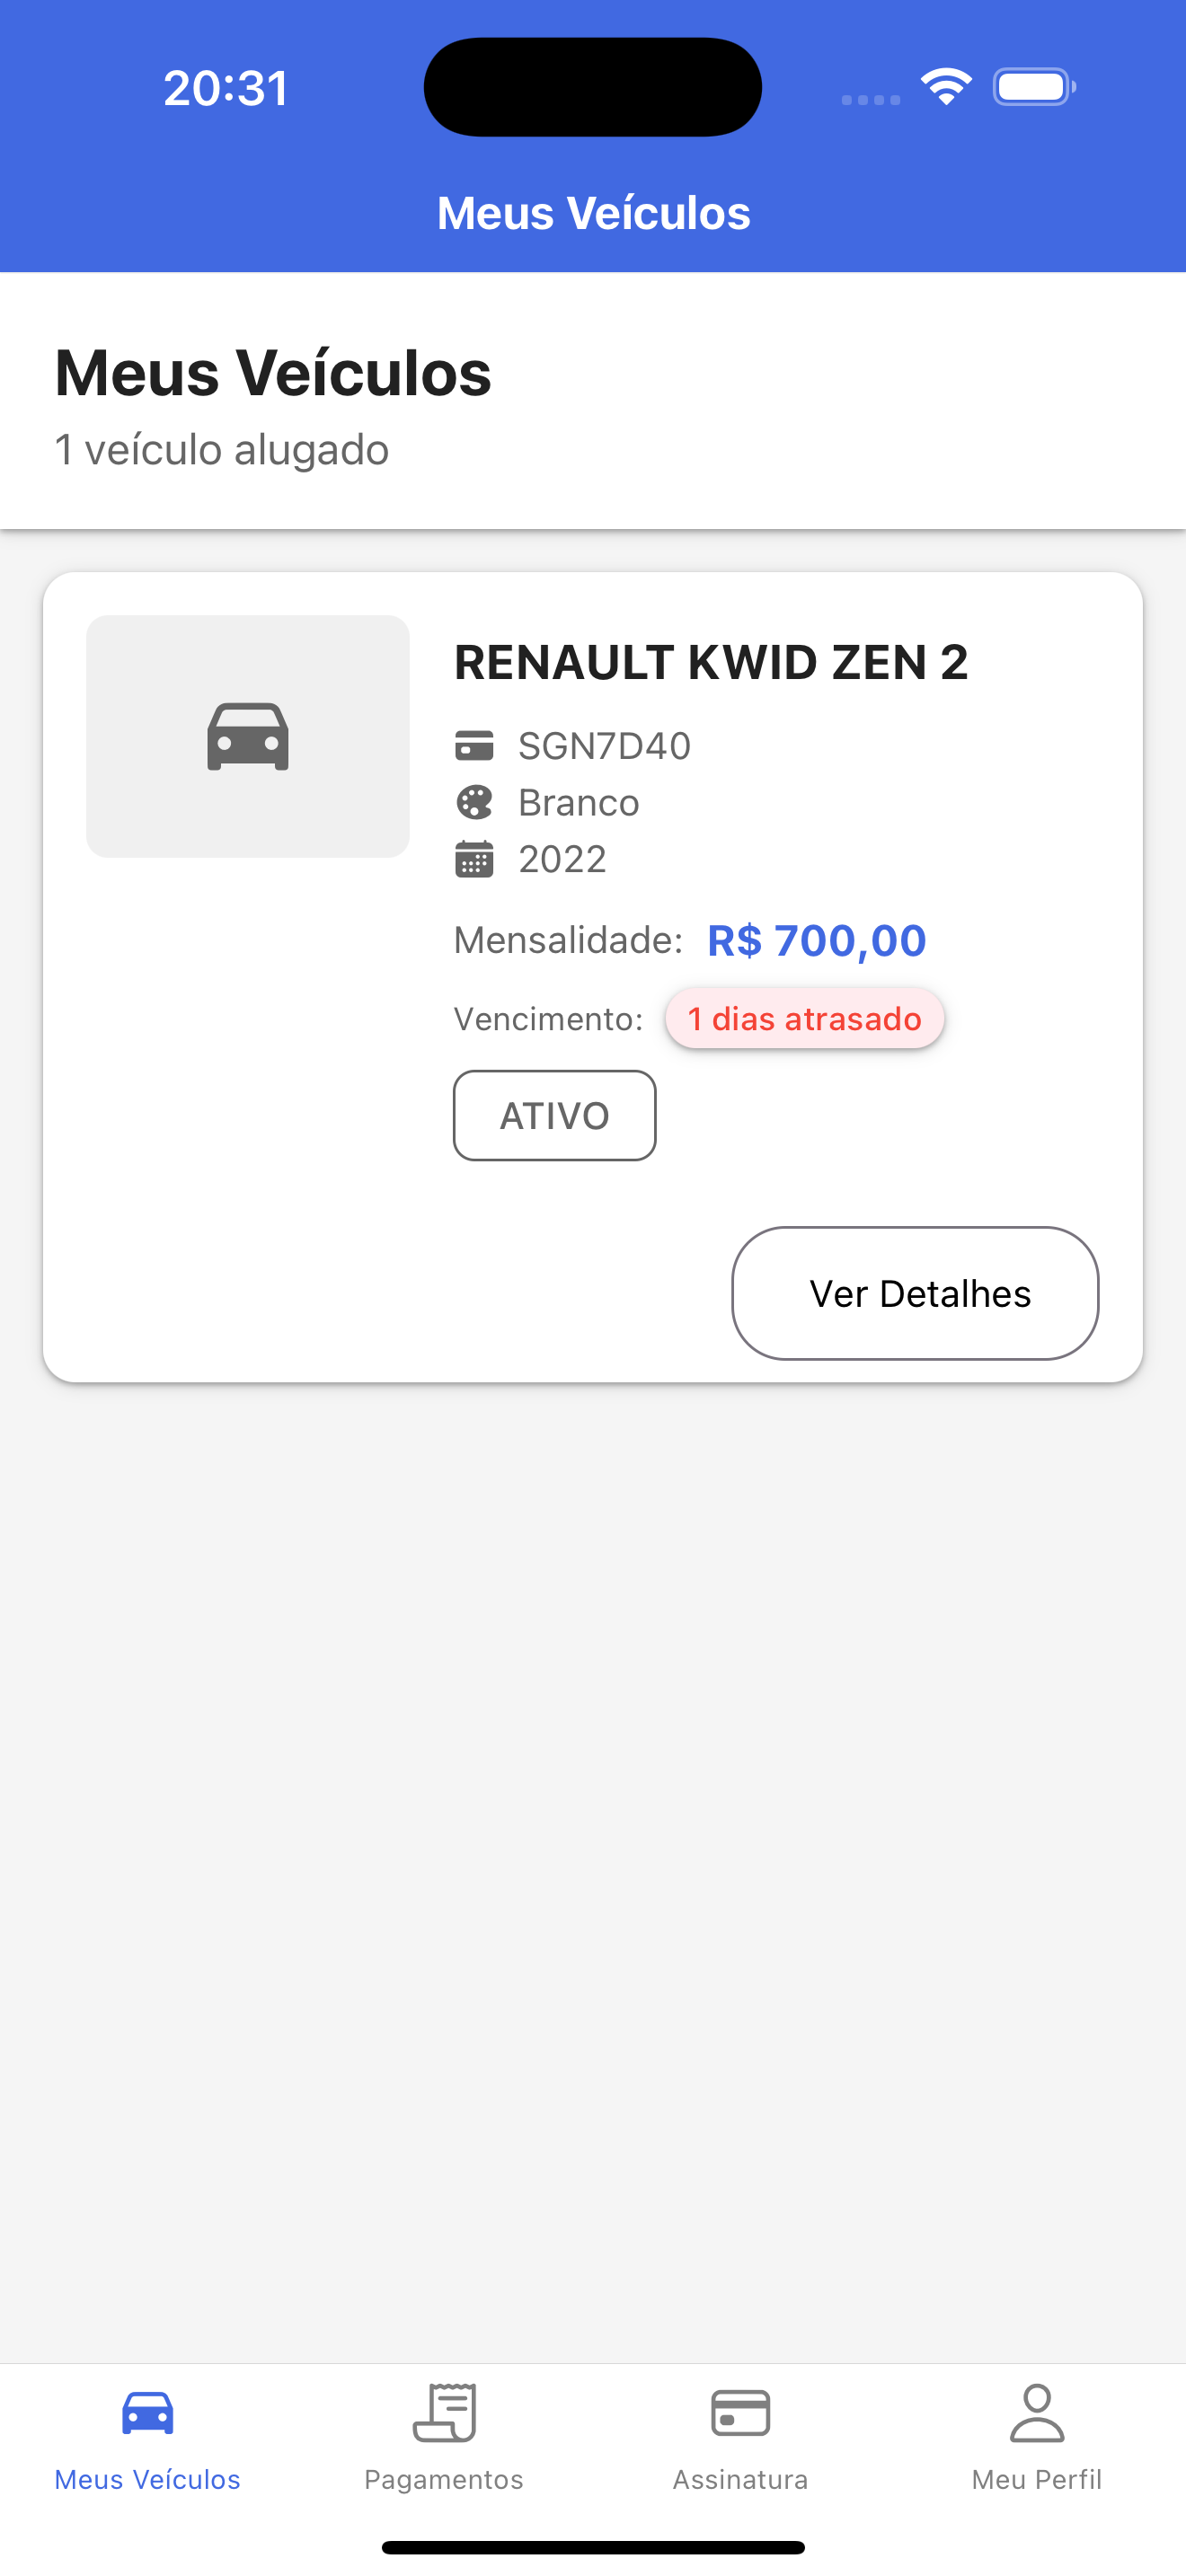 20:31
Meus Veículos
Meus Veículos
1 veículo alugado
RENAULT KWID ZEN 2
SGN7D40
Branco
2022
Mensalidade: R$ 700,00
Vencimento: 1 dias atrasado
ATIVO
Ver Detalhes
Meus Veículos Pagamentos Assinatura Meu Perfil